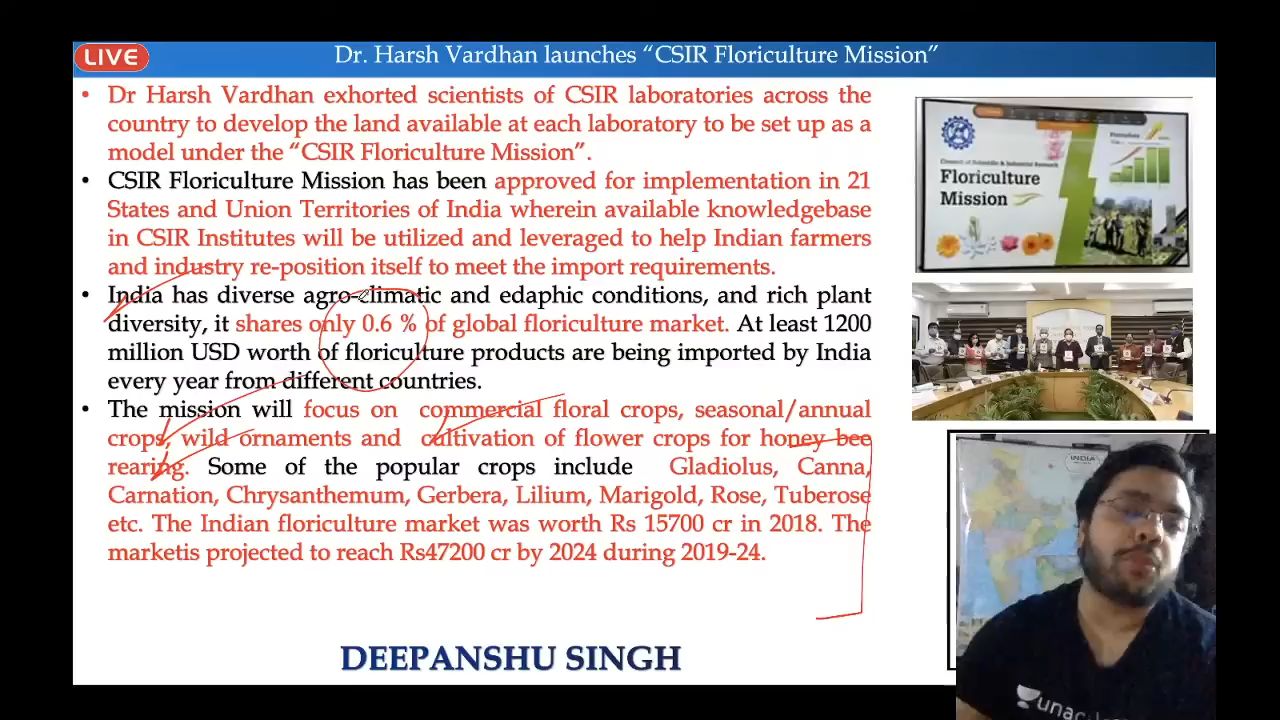 LIVE
Dr. Harsh Vardhan launches “CSIR Floriculture Mission”
• Dr Harsh Vardhan exhorted scientists of CSIR laboratories across the
country to develop the land available at each laboratory to be set up as a
model under the “CSIR Floriculture Mission”.
• CSIR Floriculture Mission has been approved for implementation in 21
States and Union Territories of India wherein available knowledgebase
in CSIR Institutes will be utilized and leveraged to help Indian farmers
and industry re-position itself to meet the import requirements.
• India has diverse agro-climatic and edaphic conditions, and rich plant
diversity, it shares only 0.6 % of global floriculture market. At least 1200
million USD worth of floriculture products are being imported by India
every year from different countries.
• The mission will focus on commercial floral crops, seasonal/annual
crops, wild ornaments and cultivation of flower crops for honey bee
rearing. Some of the popular crops include Gladiolus, Canna,
Carnation, Chrysanthemum, Gerbera, Lilium, Marigold, Rose, Tuberose
etc. The Indian floriculture market was worth Rs 15700 cr in 2018. The
marketis projected to reach Rs47200 cr by 2024 during 2019-24.
DEEPANSHU SINGH
Council of Scientific & Industrial Research
Floriculture
Mission
INDIA
unac